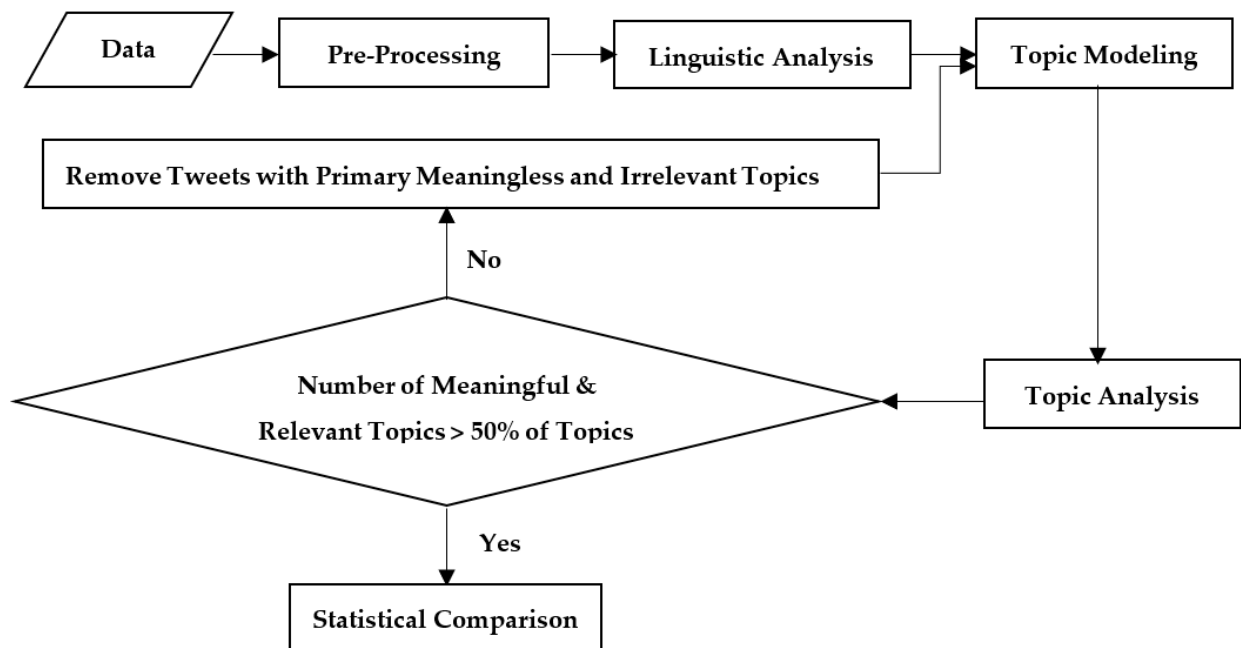 Data
Pre-Processing
Linguistic Analysis
Topic Modeling
Remove Tweets with Primary Meaningless and Irrelevant Topics
No
Number of Meaningful &
Relevant Topics > 50% of Topics
Topic Analysis
Yes
Statistical Comparison